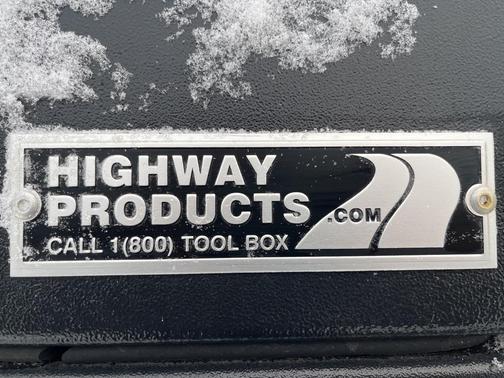 HIGHWAY
PRODUCTS.COM
CALL 1(800) TOOL BOX